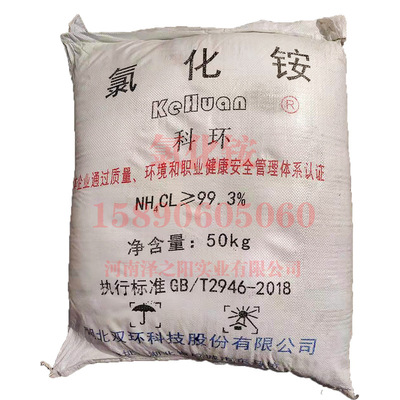 氯化铵
KeHuan ®
科环
企业通过质量、环境和职业健康安全管理体系认证
NH₄CL≥99.3%
净含量: 50kg
执行标准GB/T2946-2018
北双环科技股份有限公司
氯化铵
15890605060
河南泽之阳实业有限公司